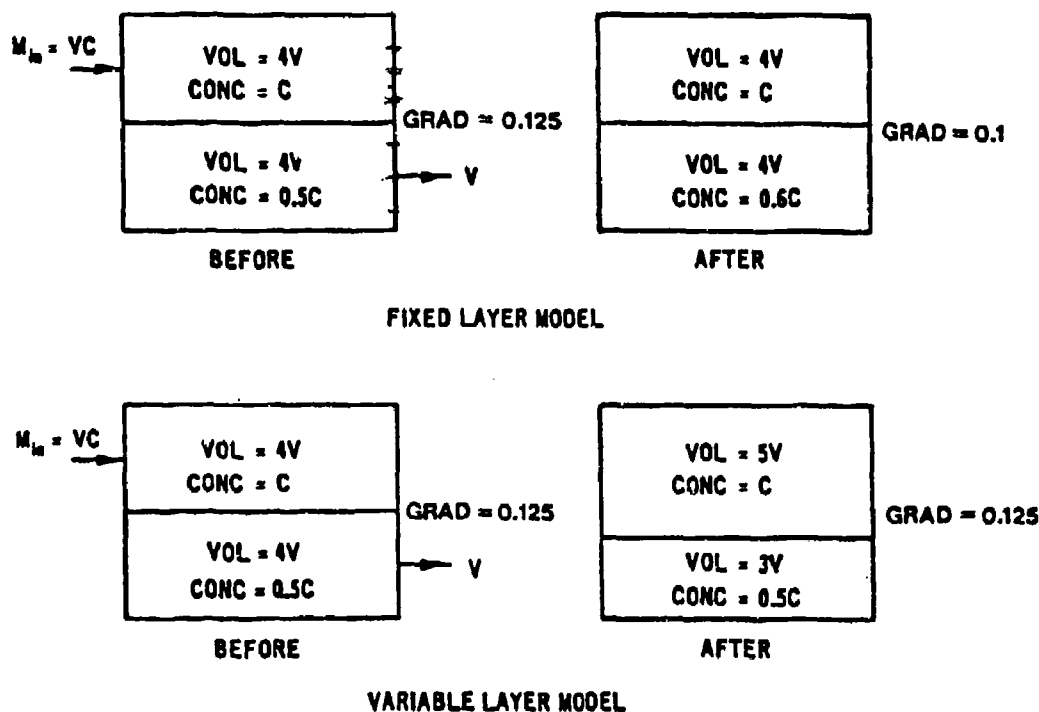 M_in = VC
VOL = 4V
CONC = C
GRAD = 0.125
VOL = 4V
CONC = 0.5C
V
BEFORE
VOL = 4V
CONC = C
GRAD = 0.1
VOL = 4V
CONC = 0.6C
AFTER
FIXED LAYER MODEL
M_in = VC
VOL = 4V
CONC = C
GRAD = 0.125
VOL = 4V
CONC = 0.5C
V
BEFORE
VOL = 5V
CONC = C
GRAD = 0.125
VOL = 3V
CONC = 0.5C
AFTER
VARIABLE LAYER MODEL